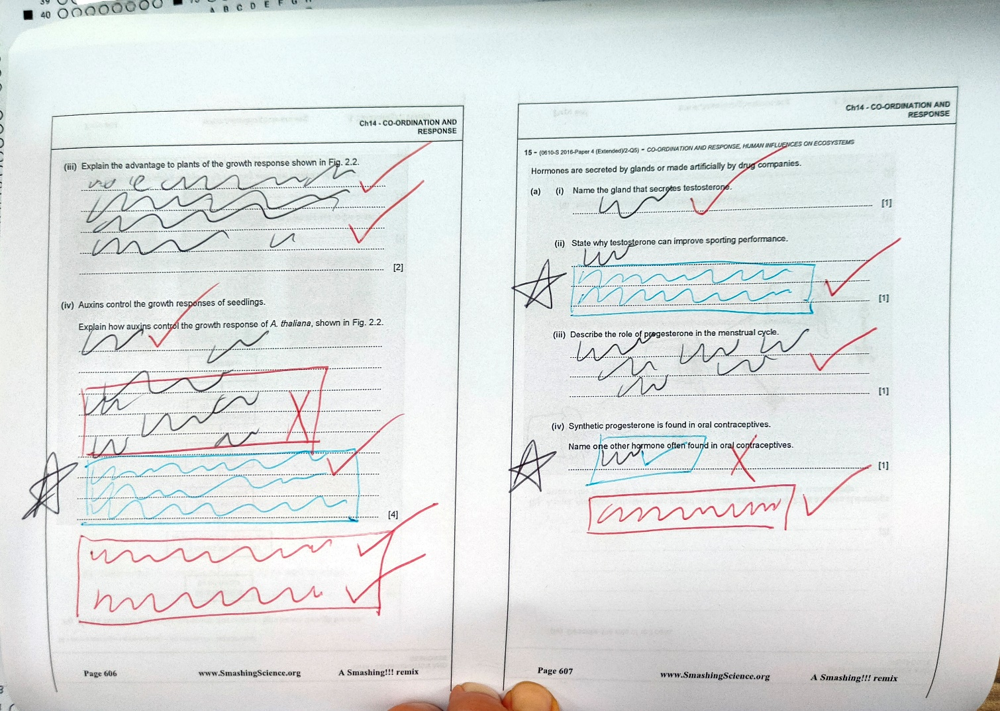 40
A B C D E F G H
Ch14 - CO-ORDINATION AND
RESPONSE
(iii) Explain the advantage to plants of the growth response shown in Fig. 2.2.
[2]
(iv) Auxins control the growth responses of seedlings.
Explain how auxins control the growth response of A. thaliana, shown in Fig. 2.2.
[4]
Page 606 www.SmashingScience.org A Smashing!!! remix
Ch14 - CO-ORDINATION AND
RESPONSE
15 - (0610-S 2016-Paper 4 (Extended)/2-Q5) - CO-ORDINATION AND RESPONSE, HUMAN INFLUENCES ON ECOSYSTEMS
Hormones are secreted by glands or made artificially by drug companies.
(a) (i) Name the gland that secretes testosterone.
[1]
(ii) State why testosterone can improve sporting performance.
[1]
(iii) Describe the role of progesterone in the menstrual cycle.
[1]
(iv) Synthetic progesterone is found in oral contraceptives.
Name one other hormone often found in oral contraceptives.
[1]
Page 607 www.SmashingScience.org A Smashing!!! remix